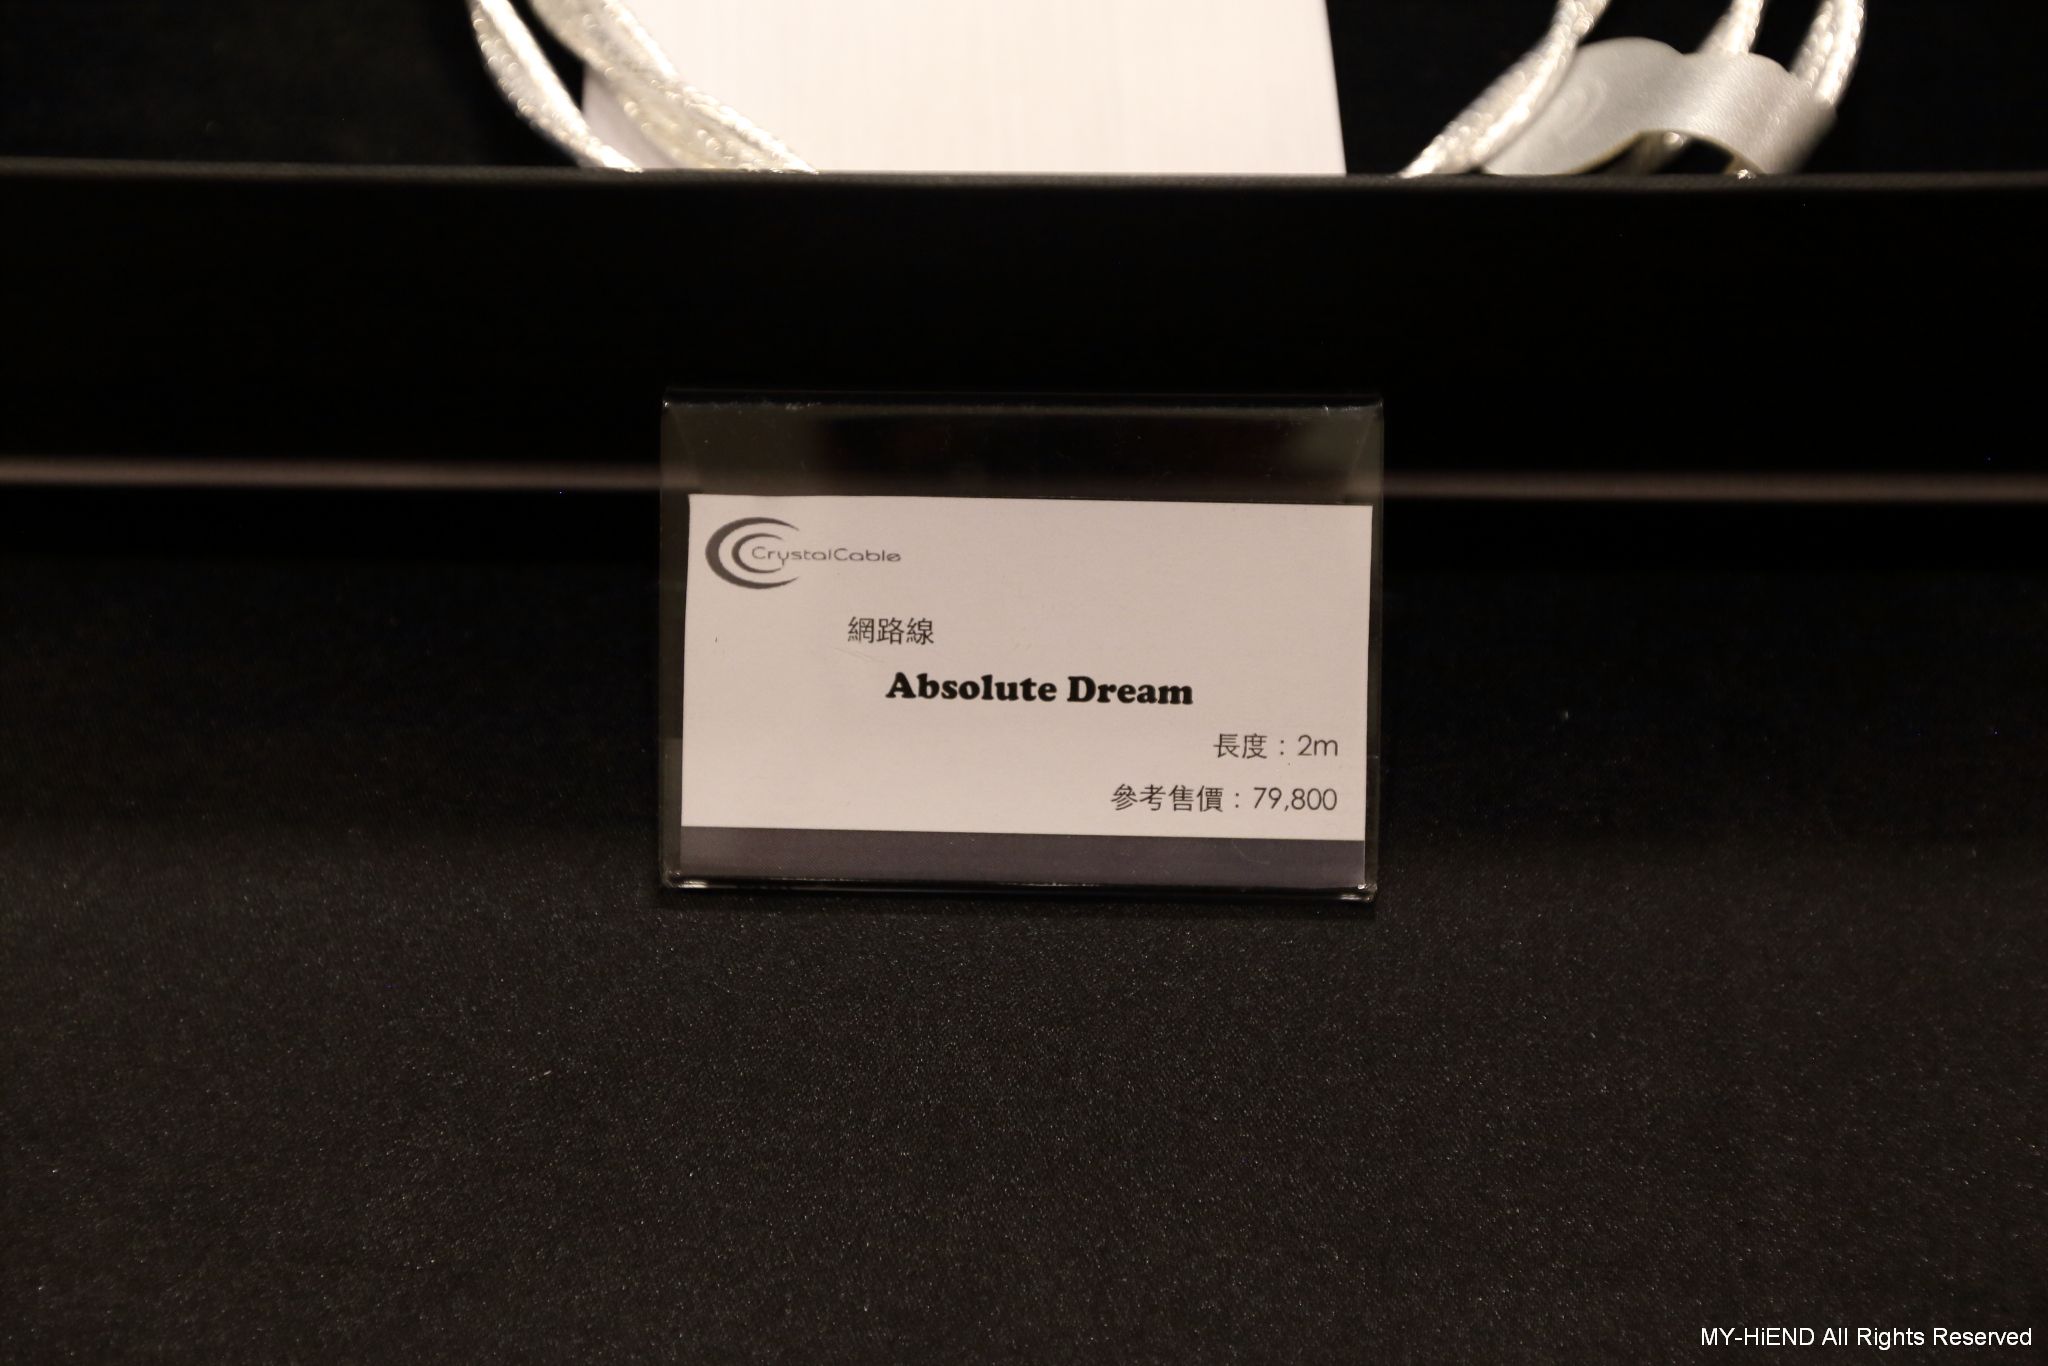 CrystalCable
網路線
Absolute Dream
長度：2m
參考售價：79,800
MY-HiEND All Rights Reserved